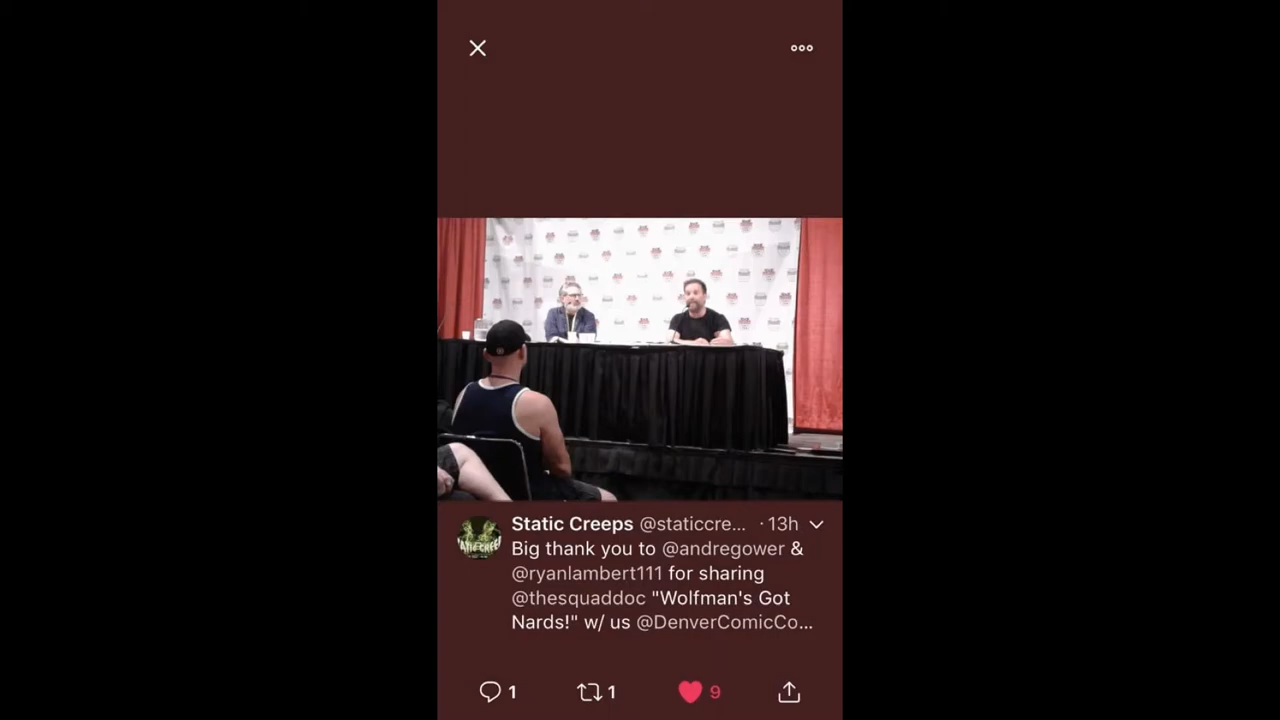 Static Creeps @staticcre... · 13h
Big thank you to @andregower &
@ryanlambert111 for sharing
@thesquaddoc "Wolfman's Got
Nards!" w/ us @DenverComicCo...
1 1 9